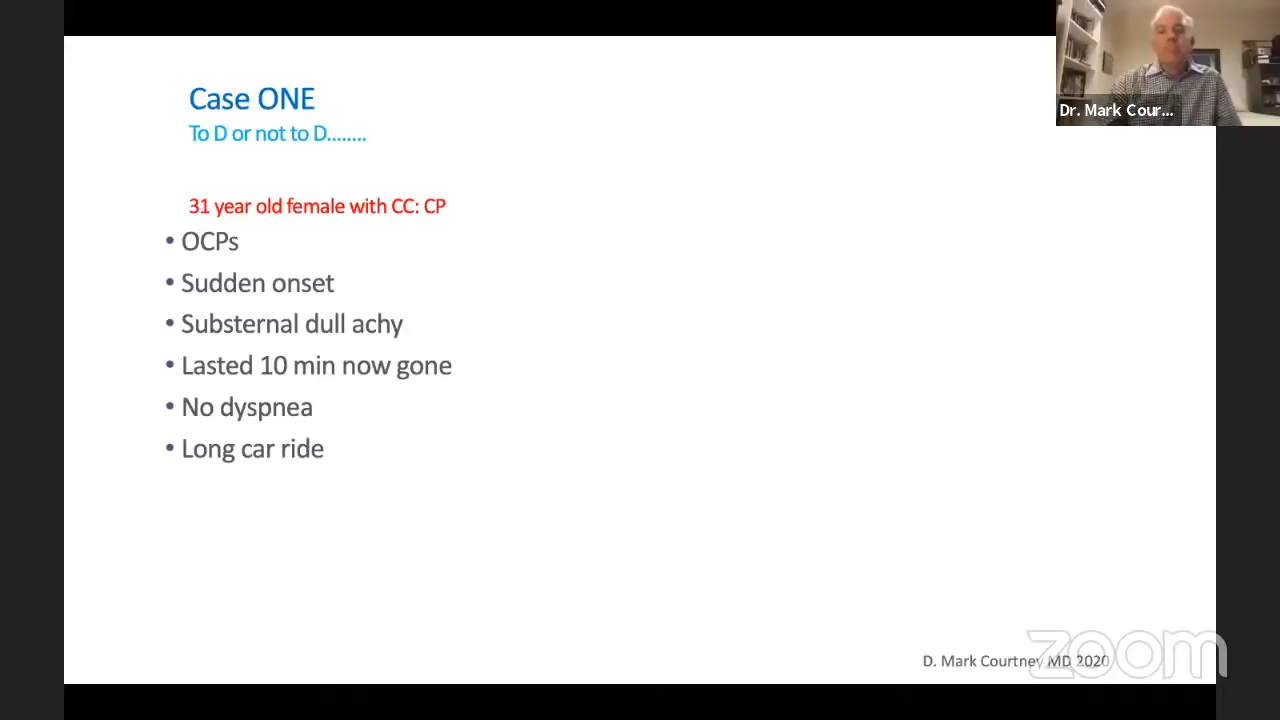 Case ONE
To D or not to D........
31 year old female with CC: CP
• OCPs
• Sudden onset
• Substernal dull achy
• Lasted 10 min now gone
• No dyspnea
• Long car ride
Dr. Mark Cour...
D. Mark Courtney MD 2020
zoom